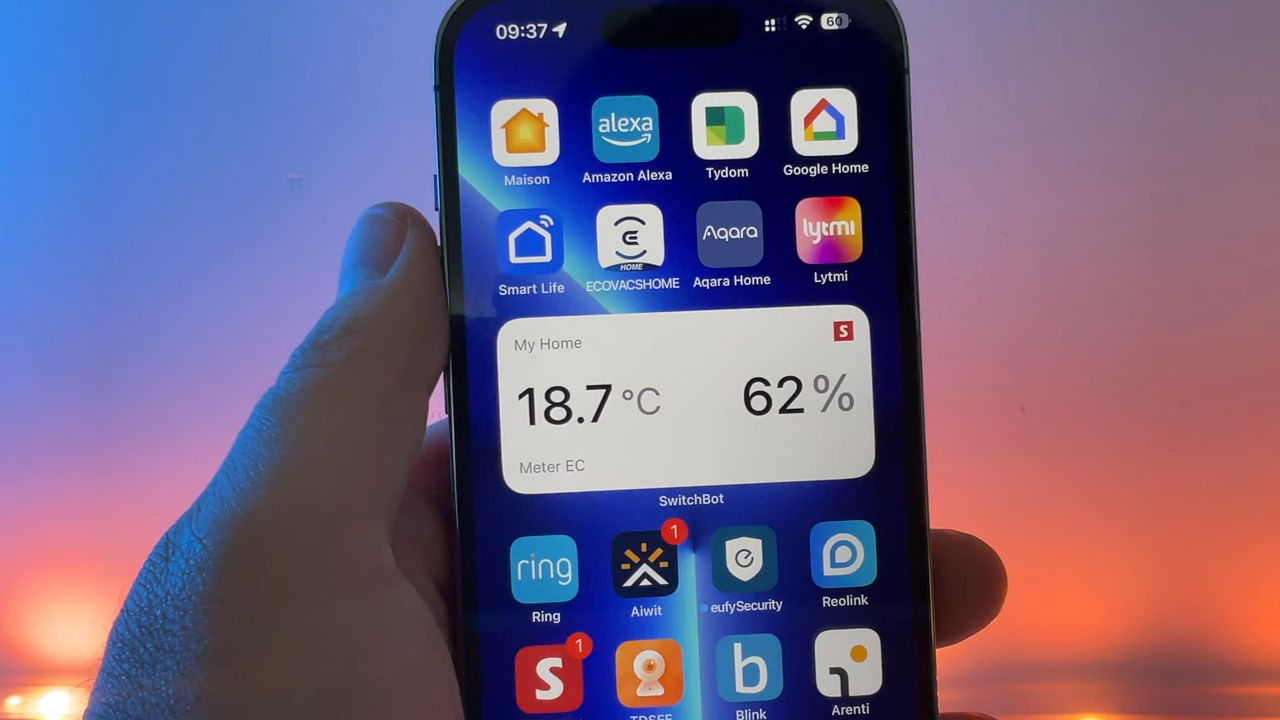 09:37
60
alexa
Maison
Amazon Alexa
Tydom
Google Home
Aqara
lytmi
HOME
Smart Life
ECOVACSHOME
Aqara Home
Lytmi
My Home
S
18.7 °C
62 %
Meter EC
SwitchBot
ring
1
Ring
Aiwit
eufySecurity
Reolink
1
S
b
Blink
Arenti